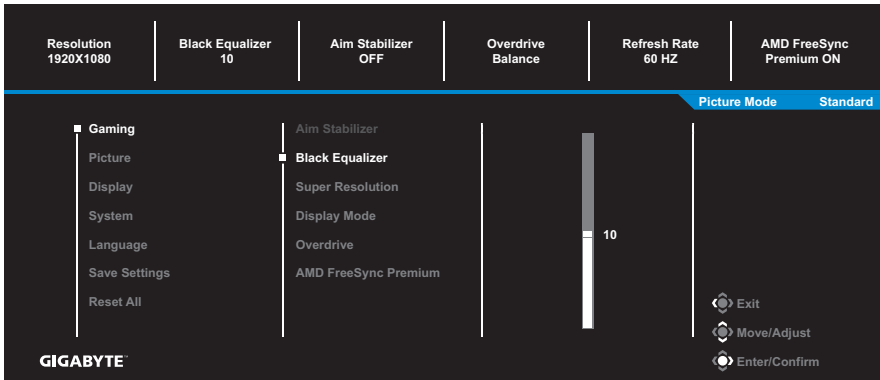 Resolution
1920X1080
Black Equalizer
10
Aim Stabilizer
OFF
Overdrive
Balance
Refresh Rate
60 HZ
AMD FreeSync
Premium ON
Picture Mode Standard
Gaming
Picture
Display
System
Language
Save Settings
Reset All
Aim Stabilizer
Black Equalizer
Super Resolution
Display Mode
Overdrive
AMD FreeSync Premium
10
Exit
Move/Adjust
Enter/Confirm
GIGABYTE™